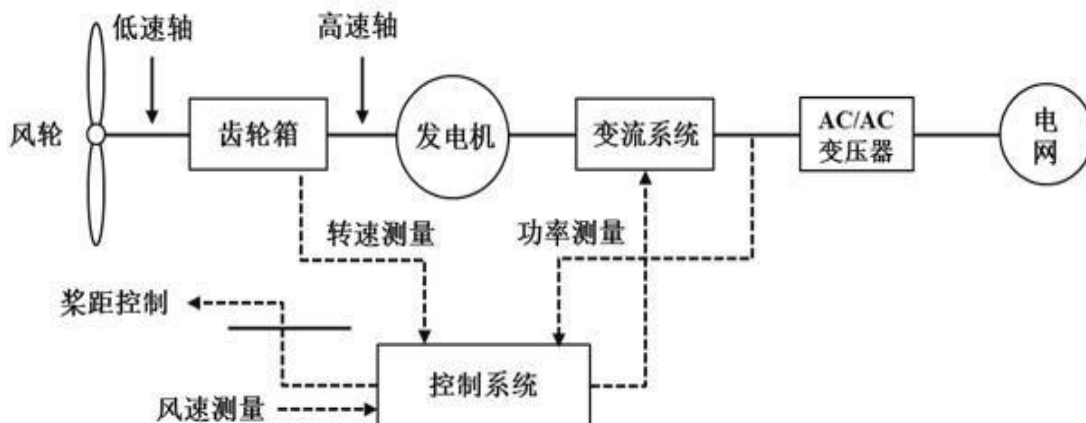 低速轴
高速轴
风轮
齿轮箱
发电机
变流系统
AC/AC
变压器
电
网
转速测量
功率测量
桨距控制
控制系统
风速测量